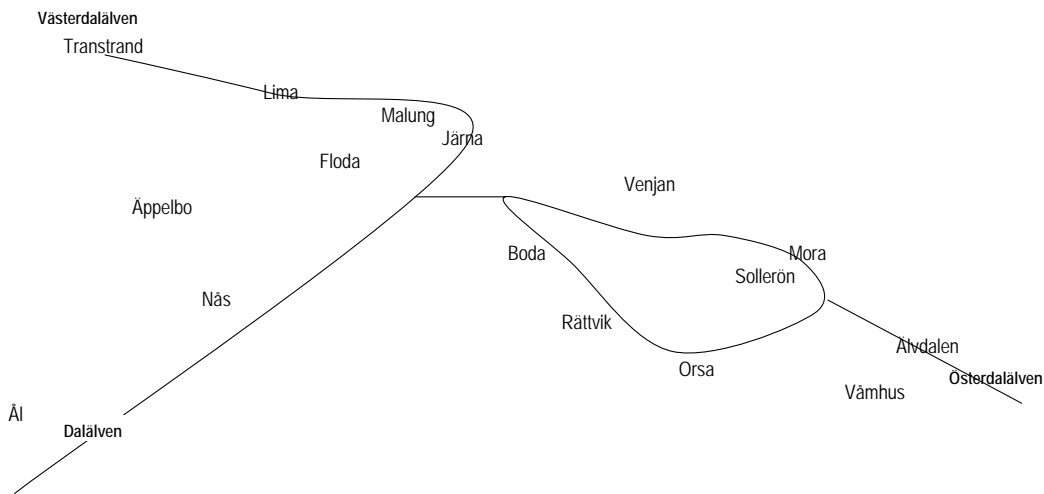 Västerdalälven
Transtrand
Lima
Malung
Järna
Floda
Venjan
Äppelbo
Boda
Mora
Sollerön
Nås
Rättvik
Älvdalen
Orsa
Österdalälven
Våmhus
Ål
Dalälven